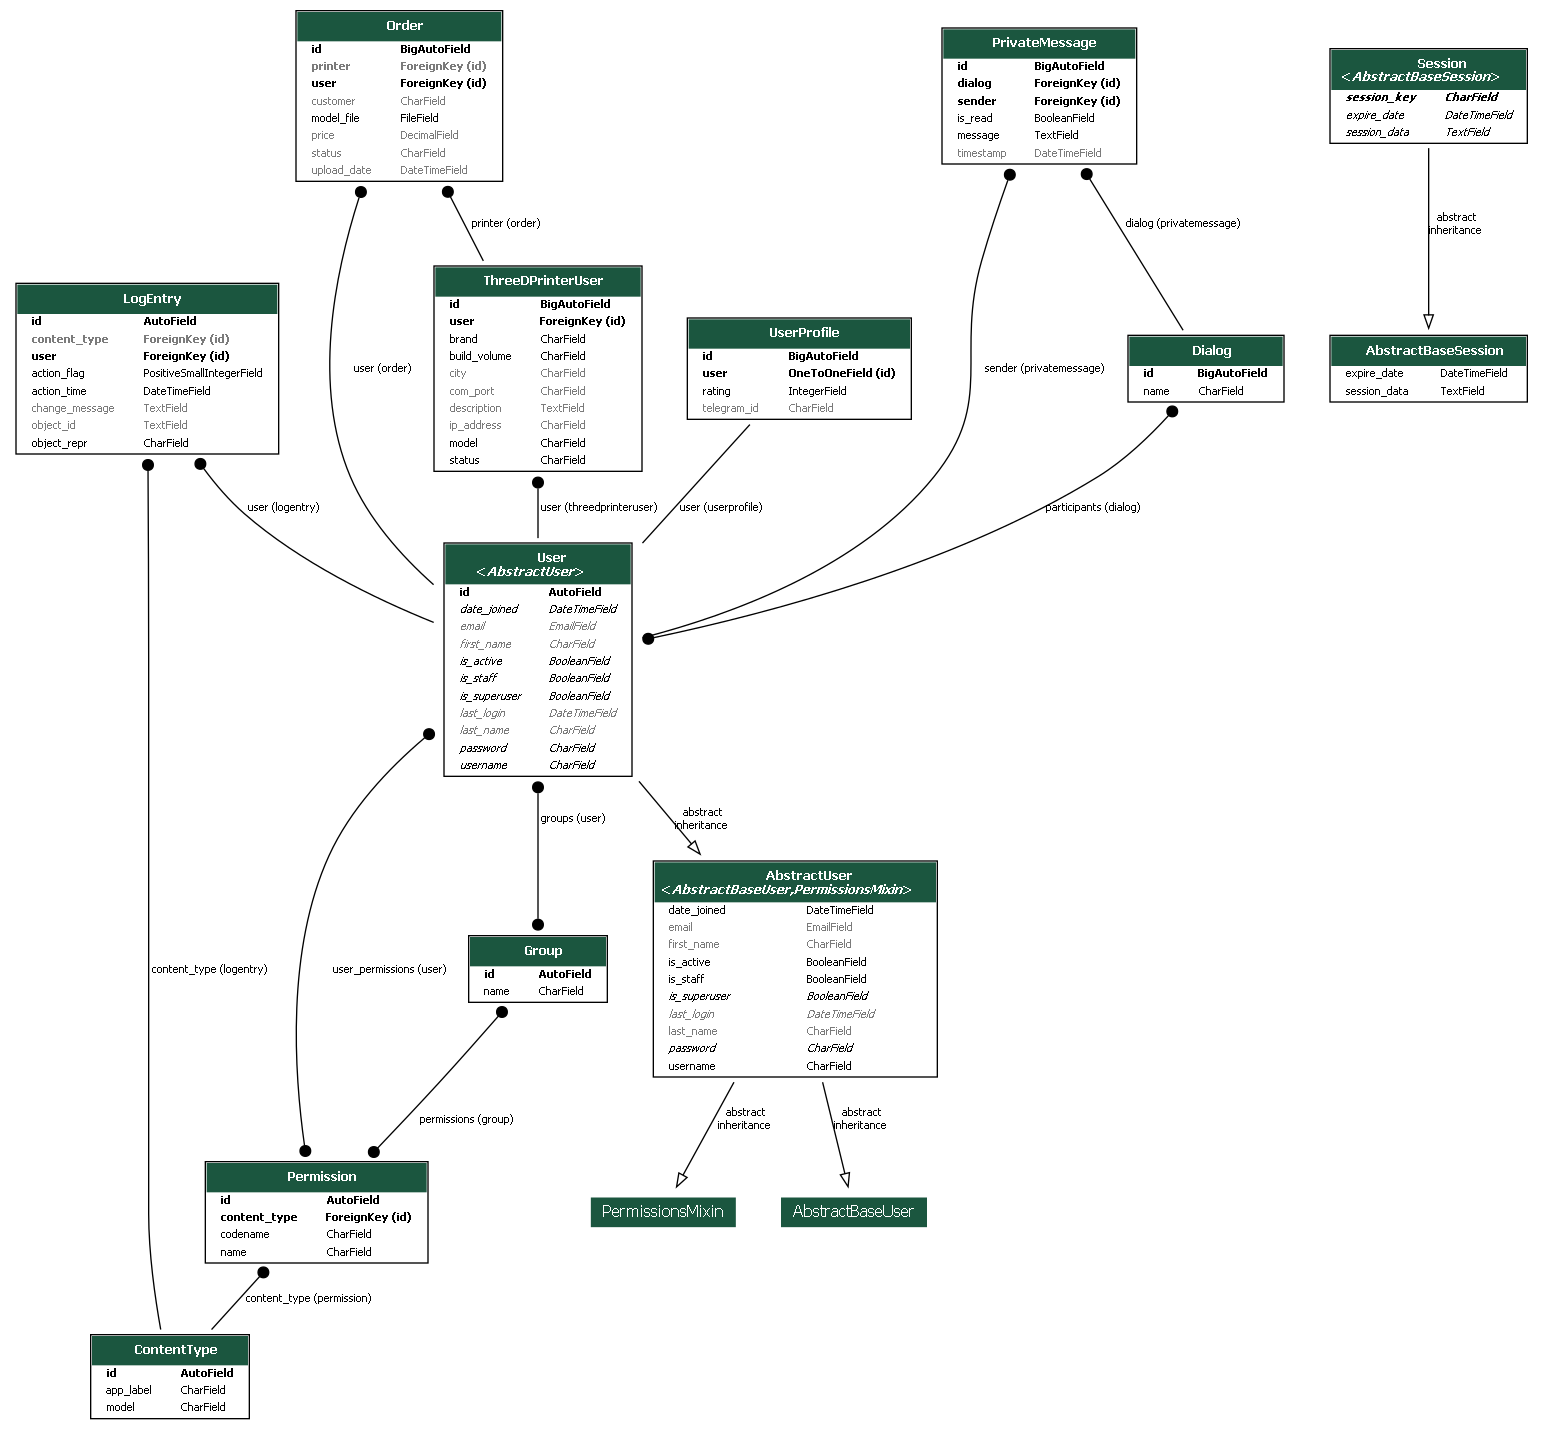 Order
id BigAutoField
printer ForeignKey (id)
user ForeignKey (id)
customer CharField
model_file FileField
price DecimalField
status CharField
upload_date DateTimeField
PrivateMessage
id BigAutoField
dialog ForeignKey (id)
sender ForeignKey (id)
is_read BooleanField
message TextField
timestamp DateTimeField
Session
<AbstractBaseSession>
session_key CharField
expire_date DateTimeField
session_data TextField
printer (order)
dialog (privatemessage)
abstract
inheritance
LogEntry
id AutoField
content_type ForeignKey (id)
user ForeignKey (id)
action_flag PositiveSmallIntegerField
action_time DateTimeField
change_message TextField
object_id TextField
object_repr CharField
user (order)
ThreeDPrinterUser
id BigAutoField
user ForeignKey (id)
brand CharField
build_volume CharField
city CharField
com_port CharField
description TextField
ip_address CharField
model CharField
status CharField
UserProfile
id BigAutoField
user OneToOneField (id)
rating IntegerField
telegram_id CharField
sender (privatemessage)
Dialog
id BigAutoField
name CharField
AbstractBaseSession
expire_date DateTimeField
session_data TextField
user (logentry)
user (threedprinteruser)
user (userprofile)
participants (dialog)
User
<AbstractUser>
id AutoField
date_joined DateTimeField
email EmailField
first_name CharField
is_active BooleanField
is_staff BooleanField
is_superuser BooleanField
last_login DateTimeField
last_name CharField
password CharField
username CharField
groups (user)
abstract
inheritance
content_type (logentry)
user_permissions (user)
Group
id AutoField
name CharField
AbstractUser
<AbstractBaseUser,PermissionsMixin>
date_joined DateTimeField
email EmailField
first_name CharField
is_active BooleanField
is_staff BooleanField
is_superuser BooleanField
last_login DateTimeField
last_name CharField
password CharField
username CharField
permissions (group)
abstract
inheritance
abstract
inheritance
Permission
id AutoField
content_type ForeignKey (id)
codename CharField
name CharField
PermissionsMixin
AbstractBaseUser
content_type (permission)
ContentType
id AutoField
app_label CharField
model CharField